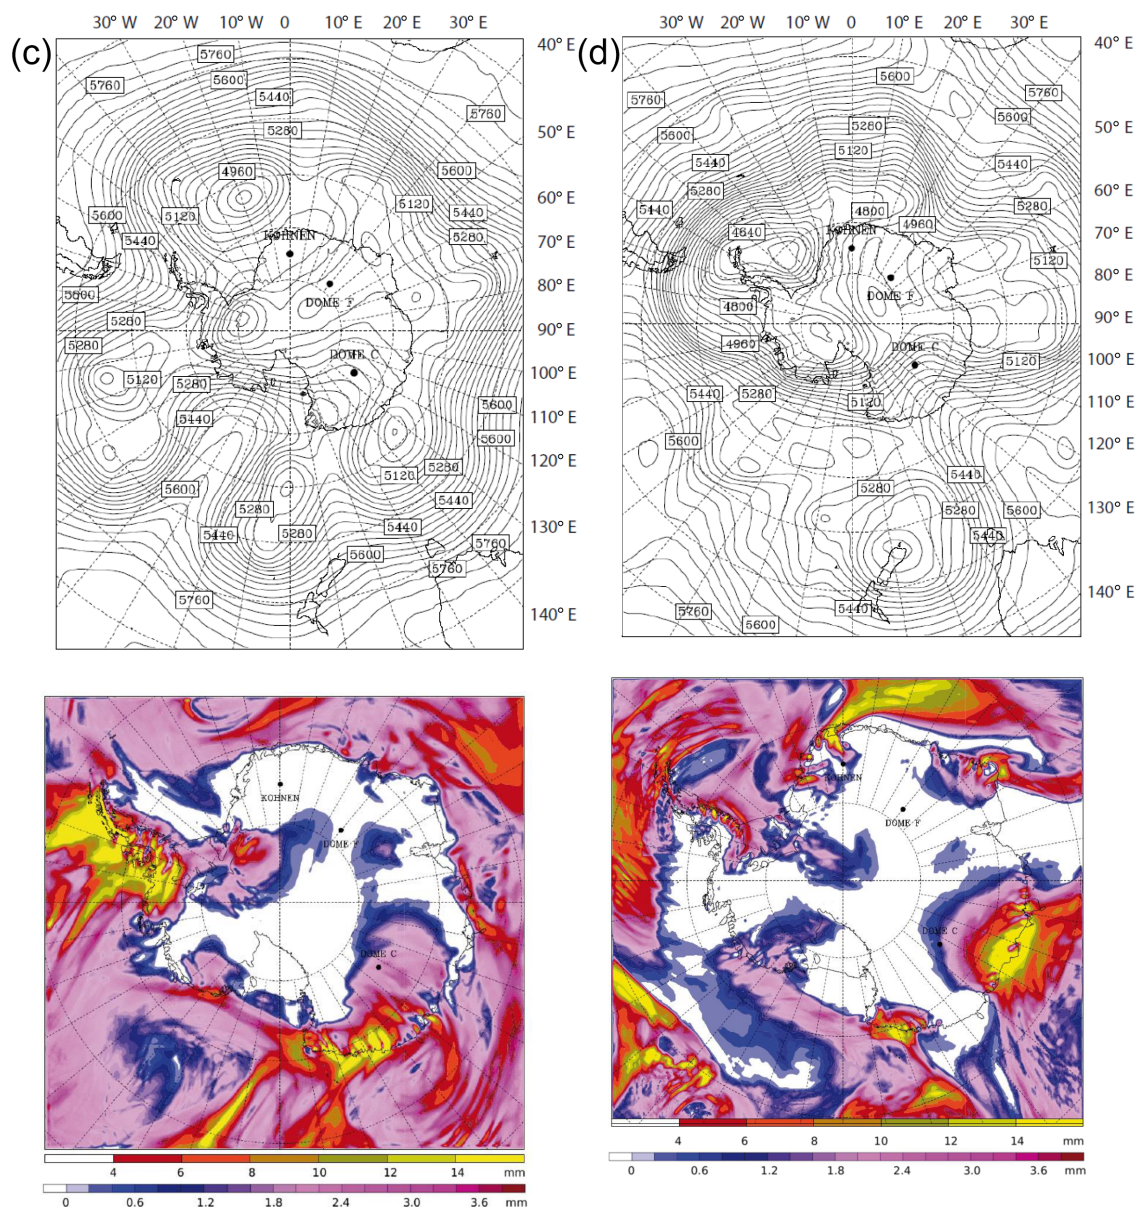 30° W 20° W 10° W 0 10° E 20° E 30° E
30° W 20° W 10° W 0 10° E 20° E 30° E
(c)
(d)
40° E
50° E
60° E
70° E
80° E
90° E
100° E
110° E
120° E
130° E
140° E
5760
5600
5760
5440
5760
5280
5600
4960
5120
5600
5120
5440
5440
5280
KOHNEN
5600
DOME F
5280
5280
DOME C
5120
5280
5600
5440
5600
5280
5120
5600
5440
5280
5440
5440
5280
5760
5600
5760
5760
40° E
50° E
60° E
70° E
80° E
90° E
100° E
110° E
120° E
130° E
140° E
5600
5760
5760
5600
5280
5600
5120
5440
5440
5280
5440
4800
5280
4960
4640
KOHNEN
5120
DOME F
4800
4960
DOME C
5120
5440
5280
5120
5600
5440
5280
5280
5600
5440
5440
5760
5600
KOHNEN
DOME F
DOME C
4 6 8 10 12 14 mm
0 0.6 1.2 1.8 2.4 3.0 3.6 mm
KOHNEN
DOME F
DOME C
4 6 8 10 12 14 mm
0 0.6 1.2 1.8 2.4 3.0 3.6 mm